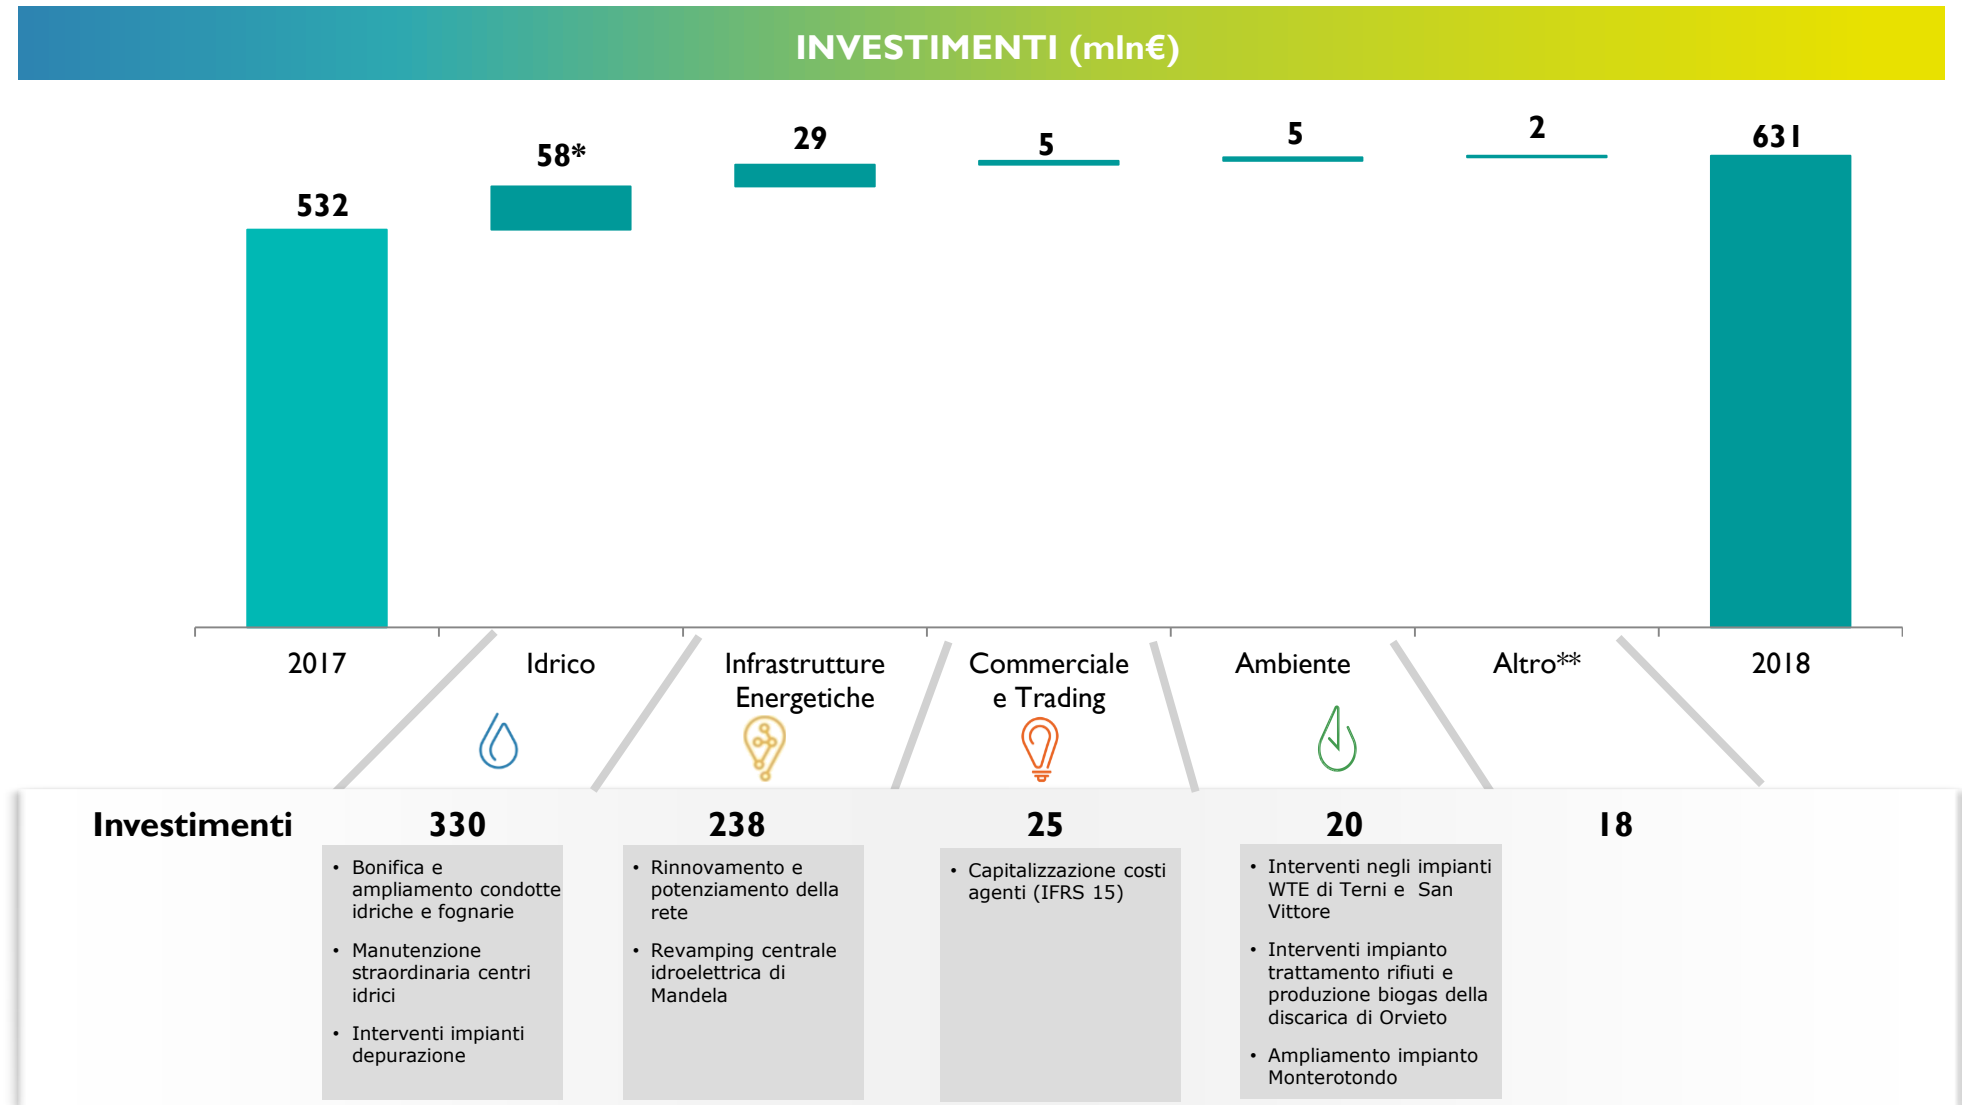 INVESTIMENTI (mln€)
532
58*
29
5
5
2
631
2017
Idrico
Infrastrutture
Energetiche
Commerciale
e Trading
Ambiente
Altro**
2018
Investimenti
330
238
25
20
18
• Bonifica e
ampliamento condotte
idriche e fognarie
• Manutenzione
straordinaria centri
idrici
• Interventi impianti
depurazione
• Rinnovamento e
potenziamento della
rete
• Revamping centrale
idroelettrica di
Mandela
• Capitalizzazione costi
agenti (IFRS 15)
• Interventi negli impianti
WTE di Terni e San
Vittore
• Interventi impianto
trattamento rifiuti e
produzione biogas della
discarica di Orvieto
• Ampliamento impianto
Monterotondo